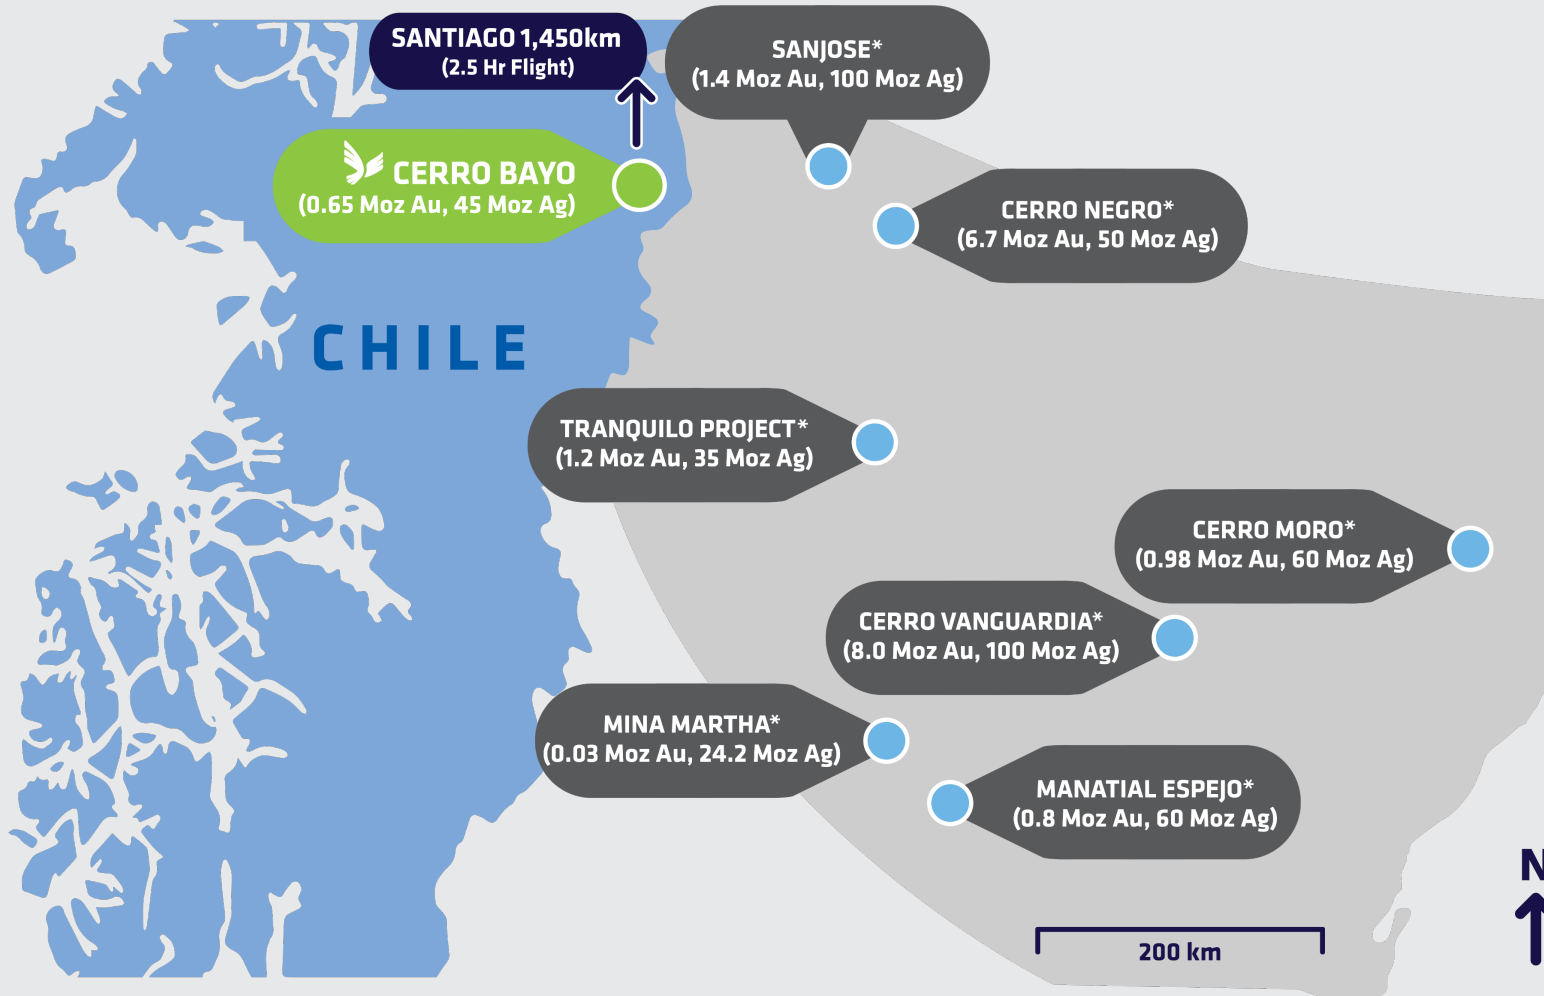 SANTIAGO 1,450km
(2.5 Hr Flight)
SANJOSE*
(1.4 Moz Au, 100 Moz Ag)
CERRO BAYO
(0.65 Moz Au, 45 Moz Ag)
CERRO NEGRO*
(6.7 Moz Au, 50 Moz Ag)
CHILE
TRANQUILO PROJECT*
(1.2 Moz Au, 35 Moz Ag)
CERRO MORO*
(0.98 Moz Au, 60 Moz Ag)
CERRO VANGUARDIA*
(8.0 Moz Au, 100 Moz Ag)
MINA MARTHA*
(0.03 Moz Au, 24.2 Moz Ag)
MANATIAL ESPEJO*
(0.8 Moz Au, 60 Moz Ag)
N
200 km